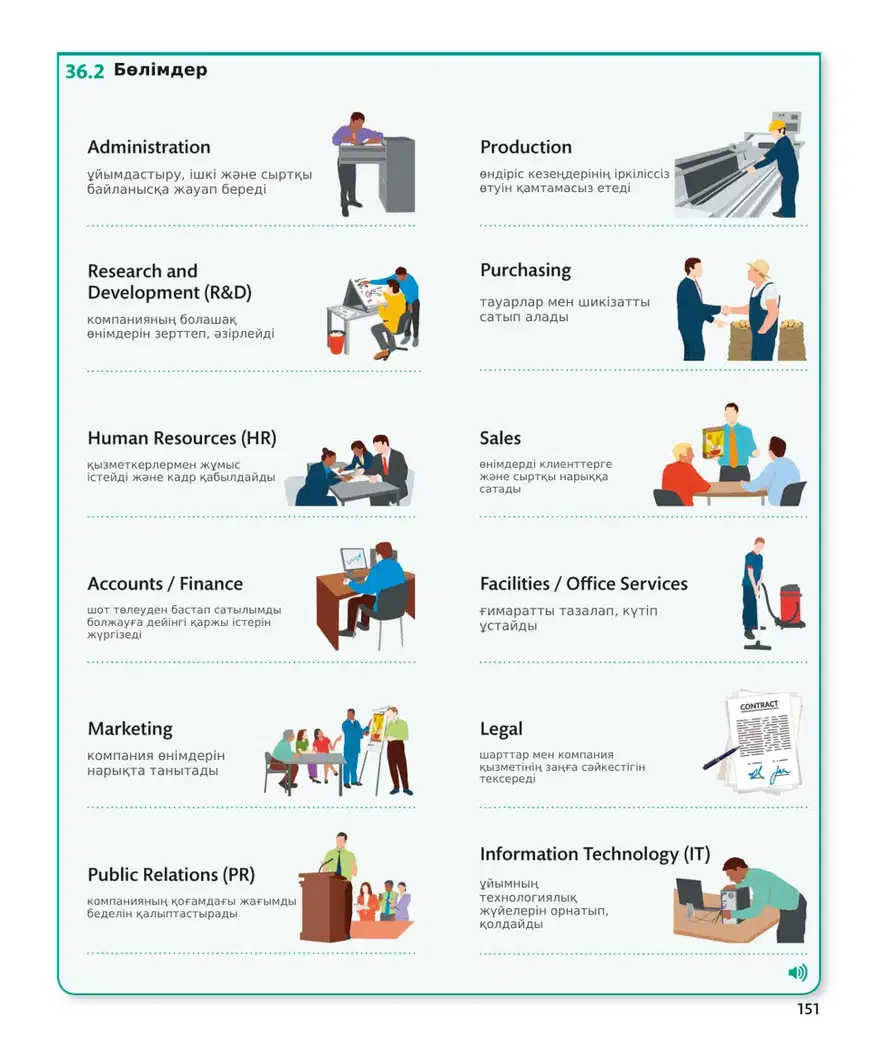 36.2 Бөлімдер
Administration
ұйымдастыру, ішкі және сыртқы
байланысқа жауап береді
Production
өндіріс кезеңдерінің іркіліссіз
өтуін қамтамасыз етеді
Research and
Development (R&D)
компанияның болашақ
өнімдерін зерттеп, әзірлейді
Purchasing
тауарлар мен шикізатты
сатып алады
Human Resources (HR)
қызметкерлермен жұмыс
істейді және кадр қабылдайды
Sales
өнімдерді клиенттерге
және сыртқы нарыққа
сатады
Accounts / Finance
шот төлеуден бастап сатылымды
болжауға дейінгі қаржы істерін
жүргізеді
Facilities / Office Services
ғимаратты тазалап, күтіп
ұстайды
Marketing
компания өнімдерін
нарықта танытады
Legal
шарттар мен компания
қызметінің заңға сәйкестігін
тексереді
CONTRACT
Public Relations (PR)
компанияның қоғамдағы жағымды
беделін қалыптастырады
Information Technology (IT)
ұйымның
технологиялық
жүйелерін орнатып,
қолдайды
151